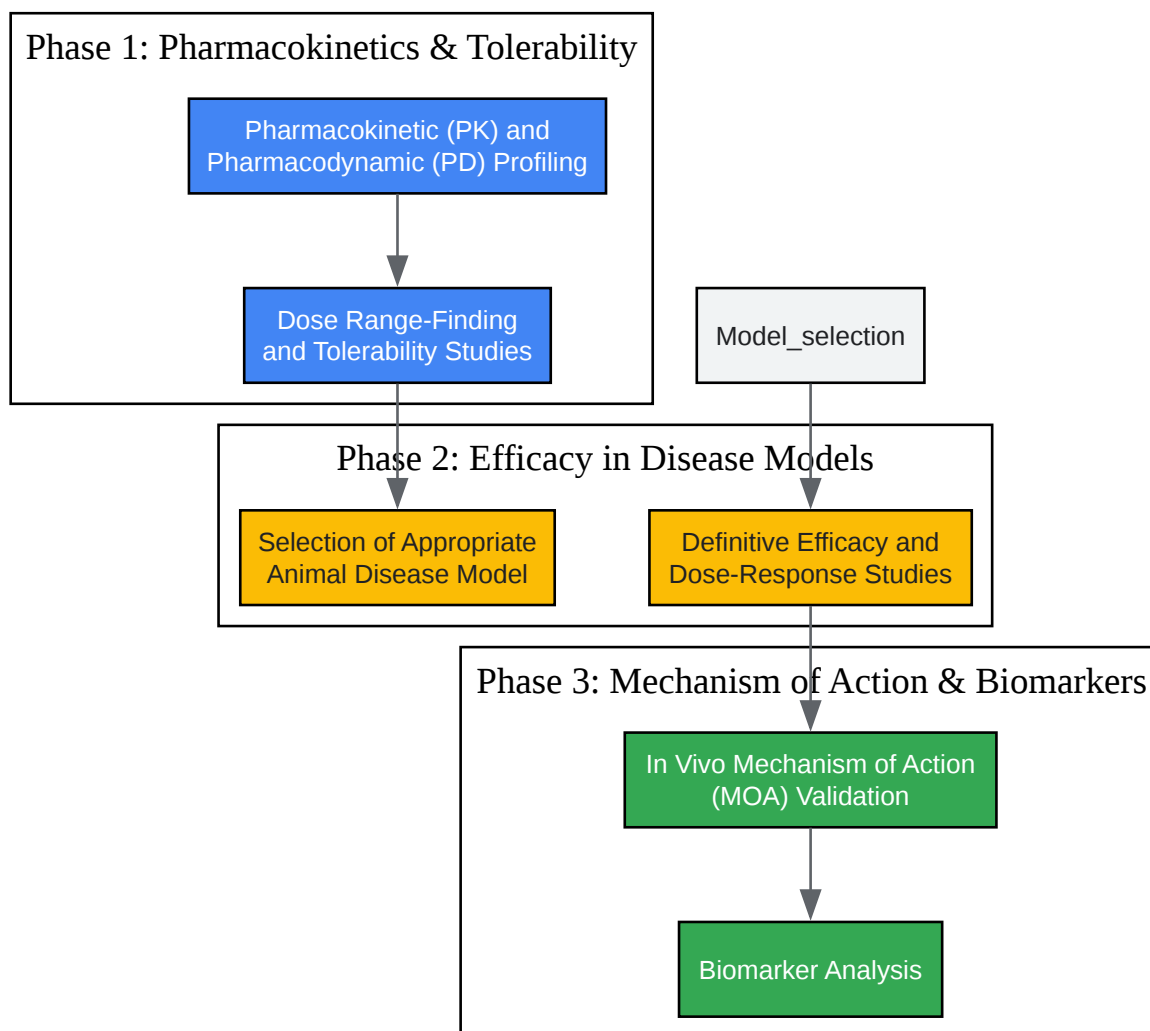 Phase 1: Pharmacokinetics & Tolerability
Pharmacokinetic (PK) and
Pharmacodynamic (PD) Profiling
Dose Range-Finding
and Tolerability Studies
Model_selection
Phase 2: Efficacy in Disease Models
Selection of Appropriate
Animal Disease Model
Definitive Efficacy and
Dose-Response Studies
Phase 3: Mechanism of Action & Biomarkers
In Vivo Mechanism of Action
(MOA) Validation
Biomarker Analysis